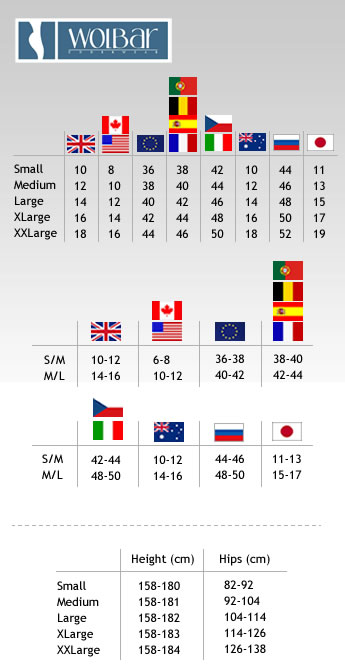 WOLBAR
Small 10 8 36 38 42 10 44 11
Medium 12 10 38 40 44 12 46 13
Large 14 12 40 42 46 14 48 15
XLarge 16 14 42 44 48 16 50 17
XXLarge 18 16 44 46 50 18 52 19
S/M 10-12 6-8 36-38 38-40
M/L 14-16 10-12 40-42 42-44
S/M 42-44 10-12 44-46 11-13
M/L 48-50 14-16 48-50 15-17
Height (cm) Hips (cm)
Small 158-180 82-92
Medium 158-181 92-104
Large 158-182 104-114
XLarge 158-183 114-126
XXLarge 158-184 126-138